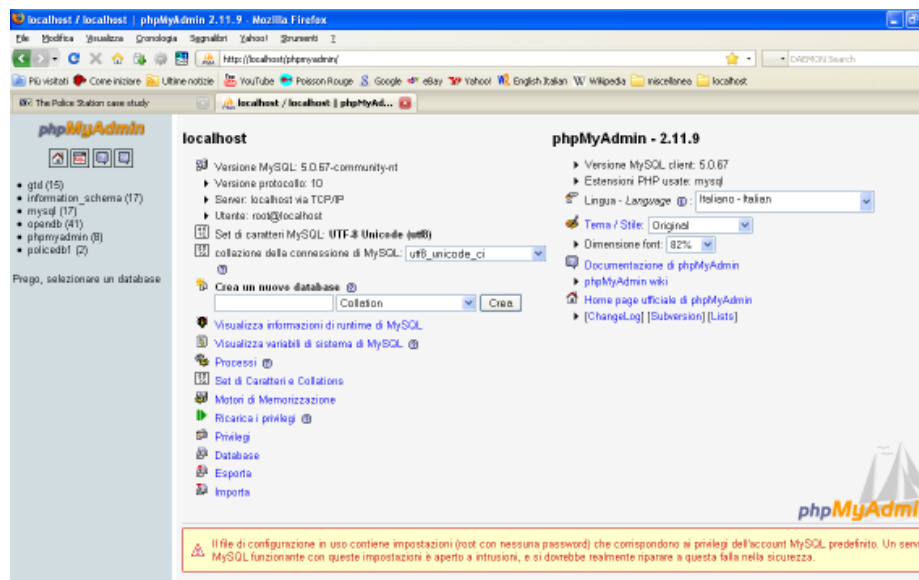 localhost / localhost | phpMyAdmin 2.11.9 - Mozilla Firefox
File Modifica Visualizza Cronologia Segnalibri Yahoo! Strumenti ?
http://localhost/phpmyadmin/
DAEMON Search
Più visitati Come iniziare Ultime notizie YouTube Poisson Rouge Google eBay Yahoo! English Italian Wikipedia miscellanea localhost
The Police Station case study
localhost / localhost | phpMyAd...
phpMyAdmin
gtd (15)
information_schema (17)
mysql (17)
opendb (41)
phpmyadmin (8)
policedb1 (2)
Prego, selezionare un database
localhost
Versione MySQL: 5.0.67-community-nt
Versione protocollo: 10
Server: localhost via TCP/IP
Utente: root@localhost
Set di caratteri MySQL: UTF-8 Unicode (utf8)
collazione della connessione di MySQL: utf8_unicode_ci
Crea un nuovo database
Collation Crea
Visualizza informazioni di runtime di MySQL
Visualizza variabili di sistema di MySQL
Processi
Set di Caratteri e Collations
Motori di Memorizzazione
Ricarica i privilegi
Privilegi
Database
Esporta
Importa
phpMyAdmin - 2.11.9
Versione MySQL client: 5.0.67
Estensioni PHP usate: mysql
Lingua - Language : Italiano - Italian
Tema / Stile: Original
Dimensione font: 82%
Documentazione di phpMyAdmin
phpMyAdmin wiki
Home page ufficiale di phpMyAdmin
[ChangeLog] [Subversion] [Lists]
phpMyAdmi
Il file di configurazione in uso contiene impostazioni (root con nessuna password) che corrispondono ai privilegi dell'account MySQL predefinito. Un serv
MySQL funzionante con queste impostazioni è aperto a intrusioni, e si dovrebbe realmente riparare a questa falla nella sicurezza.